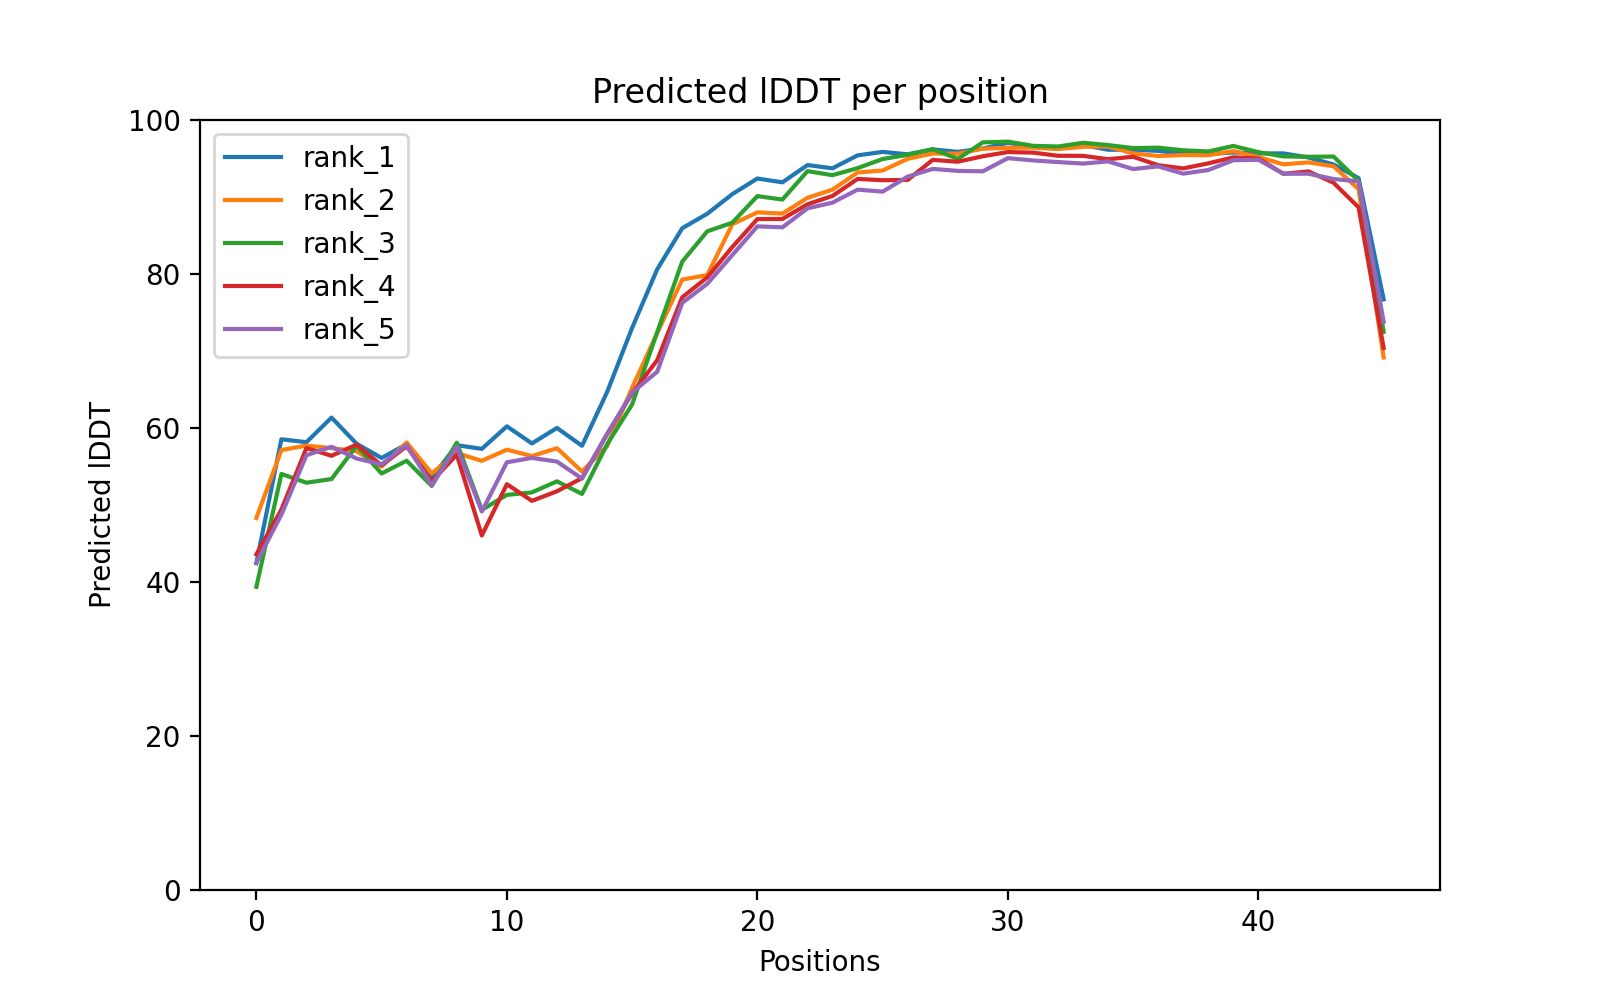 Predicted lDDT per position
100
80
60
40
20
0
Predicted lDDT
rank_1
rank_2
rank_3
rank_4
rank_5
0 10 20 30 40
Positions